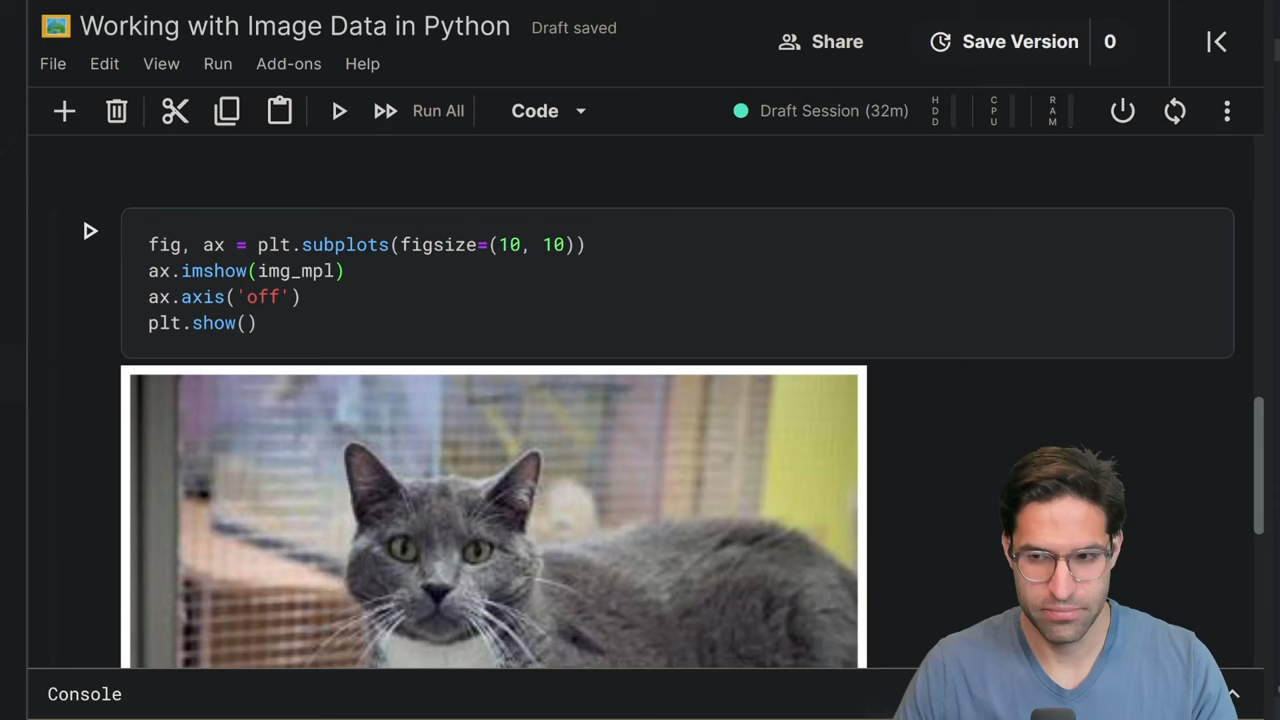 Working with Image Data in Python Draft saved
Share Save Version 0
File Edit View Run Add-ons Help
Run All Code Draft Session (32m) HDD CPU RAM
fig, ax = plt.subplots(figsize=(10, 10))
ax.imshow(img_mpl)
ax.axis('off')
plt.show()
Console